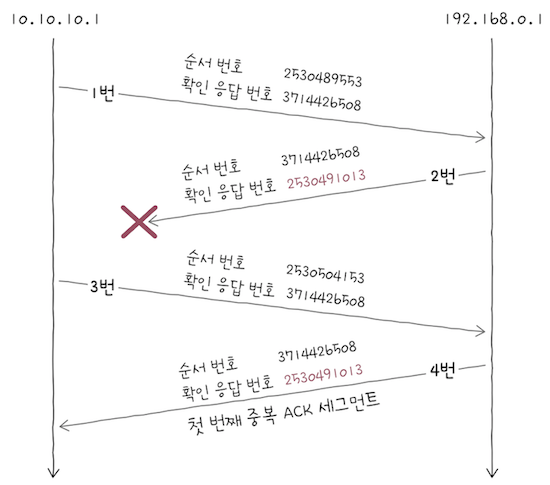 10.10.10.1
192.168.0.1
순서 번호 2530489553
확인 응답 번호 3714426508
1번
순서 번호 3714426508
확인 응답 번호 2530491013
2번
순서 번호 2530504153
확인 응답 번호 3714426508
3번
순서 번호 3714426508
확인 응답 번호 2530491013
4번
첫 번째 중복 ACK 세그먼트